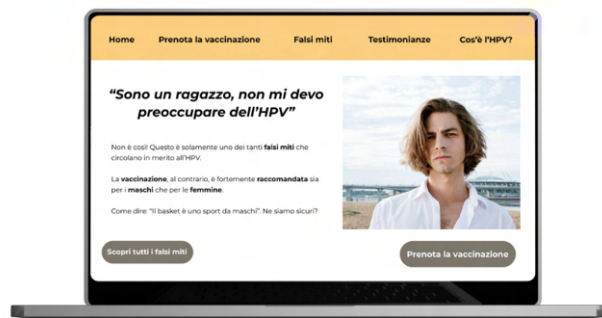 Home Prenota la vaccinazione Falsi miti Testimonianze Cos'è l'HPV?
“Sono un ragazzo, non mi devo
preoccupare dell'HPV”
Non è così! Questo è solamente uno dei tanti falsi miti che
circolano in merito all'HPV.
La vaccinazione, al contrario, è fortemente raccomandata sia
per i maschi che per le femmine.
Come dire: “Il basket è uno sport da maschi”. Ne siamo sicuri?
Scopri tutti i falsi miti
Prenota la vaccinazione